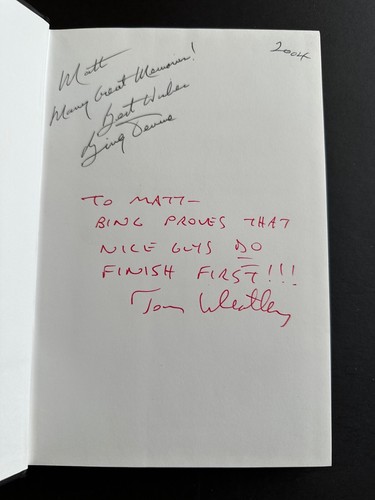 2004
Matt
Many Great Memories!
Best Wishes
Bing Devine
TO MATT-
BING PROVES THAT
NICE GUYS DO
FINISH FIRST!!!
Tom Wheatley